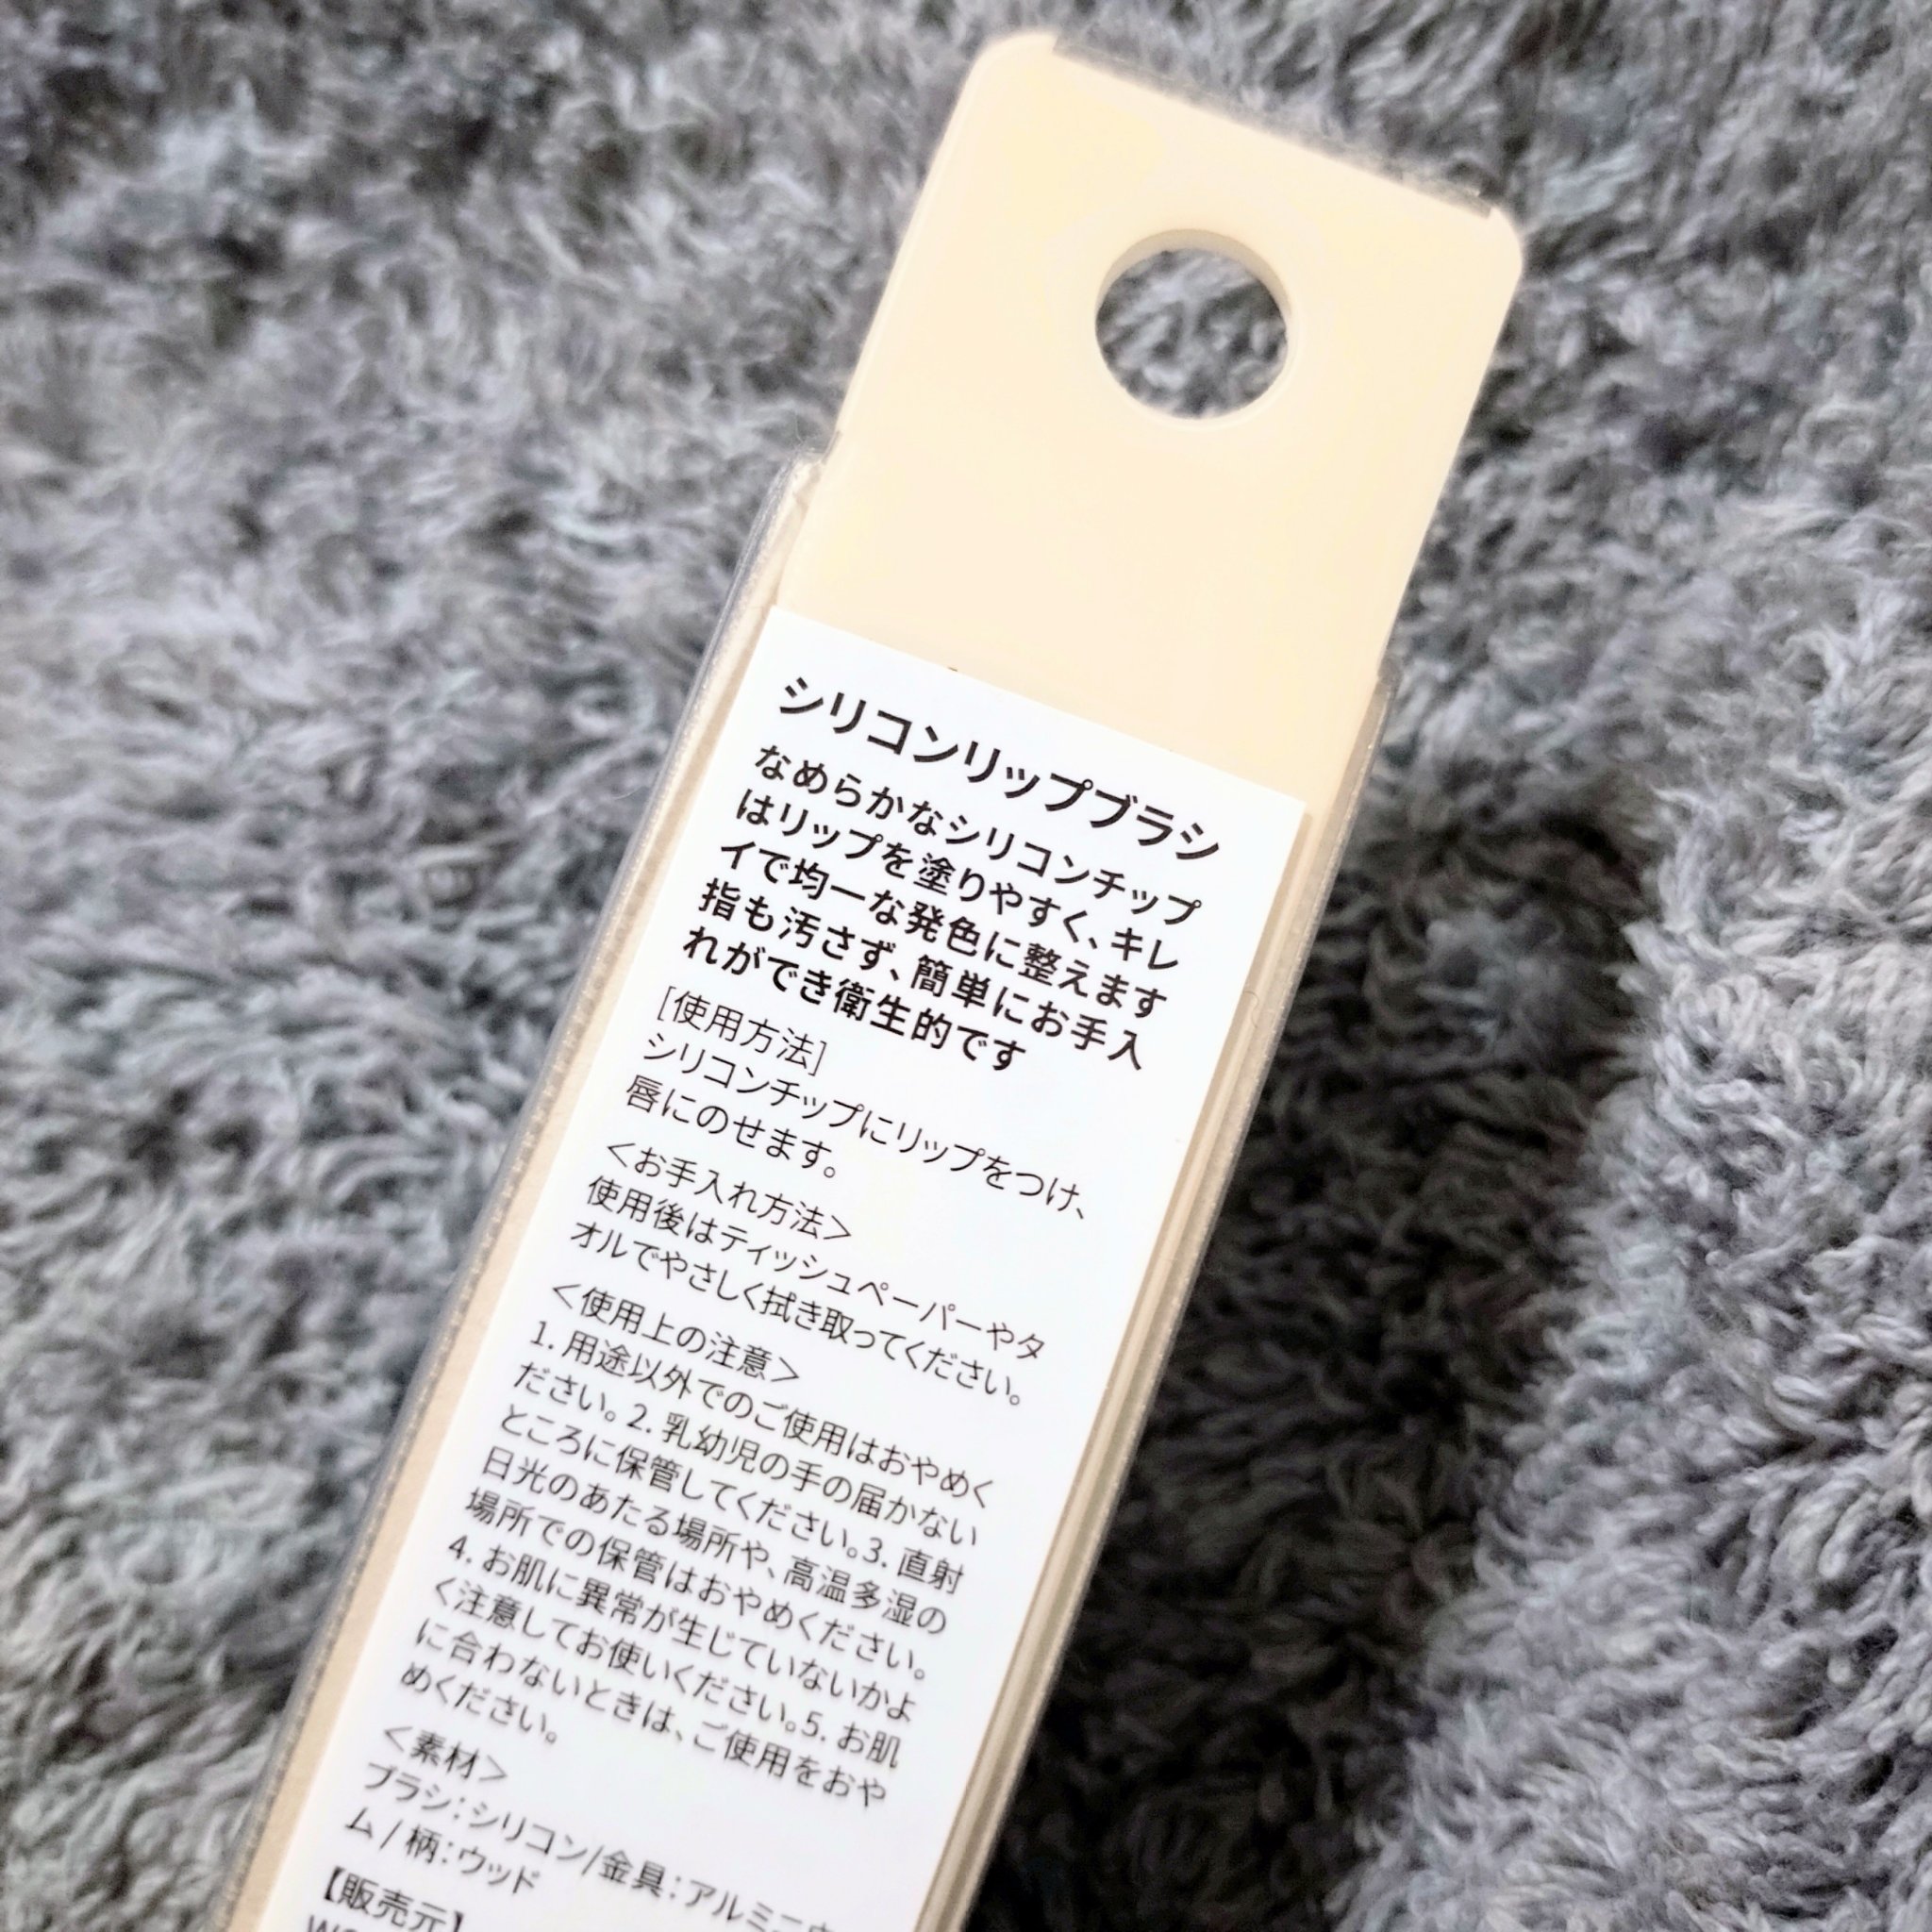 シリコンリップブラシ
なめらかなシリコンチップ
はリップを塗りやすく、キレ
イで均一な発色に整えます
指も汚さず、簡単にお手入
れができ衛生的です
[使用方法]
シリコンチップにリップをつけ、
唇にのせます。
＜お手入れ方法＞
使用後はティッシュペーパーやタ
オルでやさしく拭き取ってください。
＜使用上の注意＞
1. 用途以外でのご使用はおやめく
ださい。2. 乳幼児の手の届かない
ところに保管してください。3. 直射
日光のあたる場所や、高温多湿の
場所での保管はおやめください。
4. お肌に異常が生じていないかよ
く注意してお使いください。5. お肌
に合わないときは、ご使用をおや
めください。
＜素材＞
ブラシ：シリコン/金具：アルミニウ
ム / 柄：ウッド
【販売元】